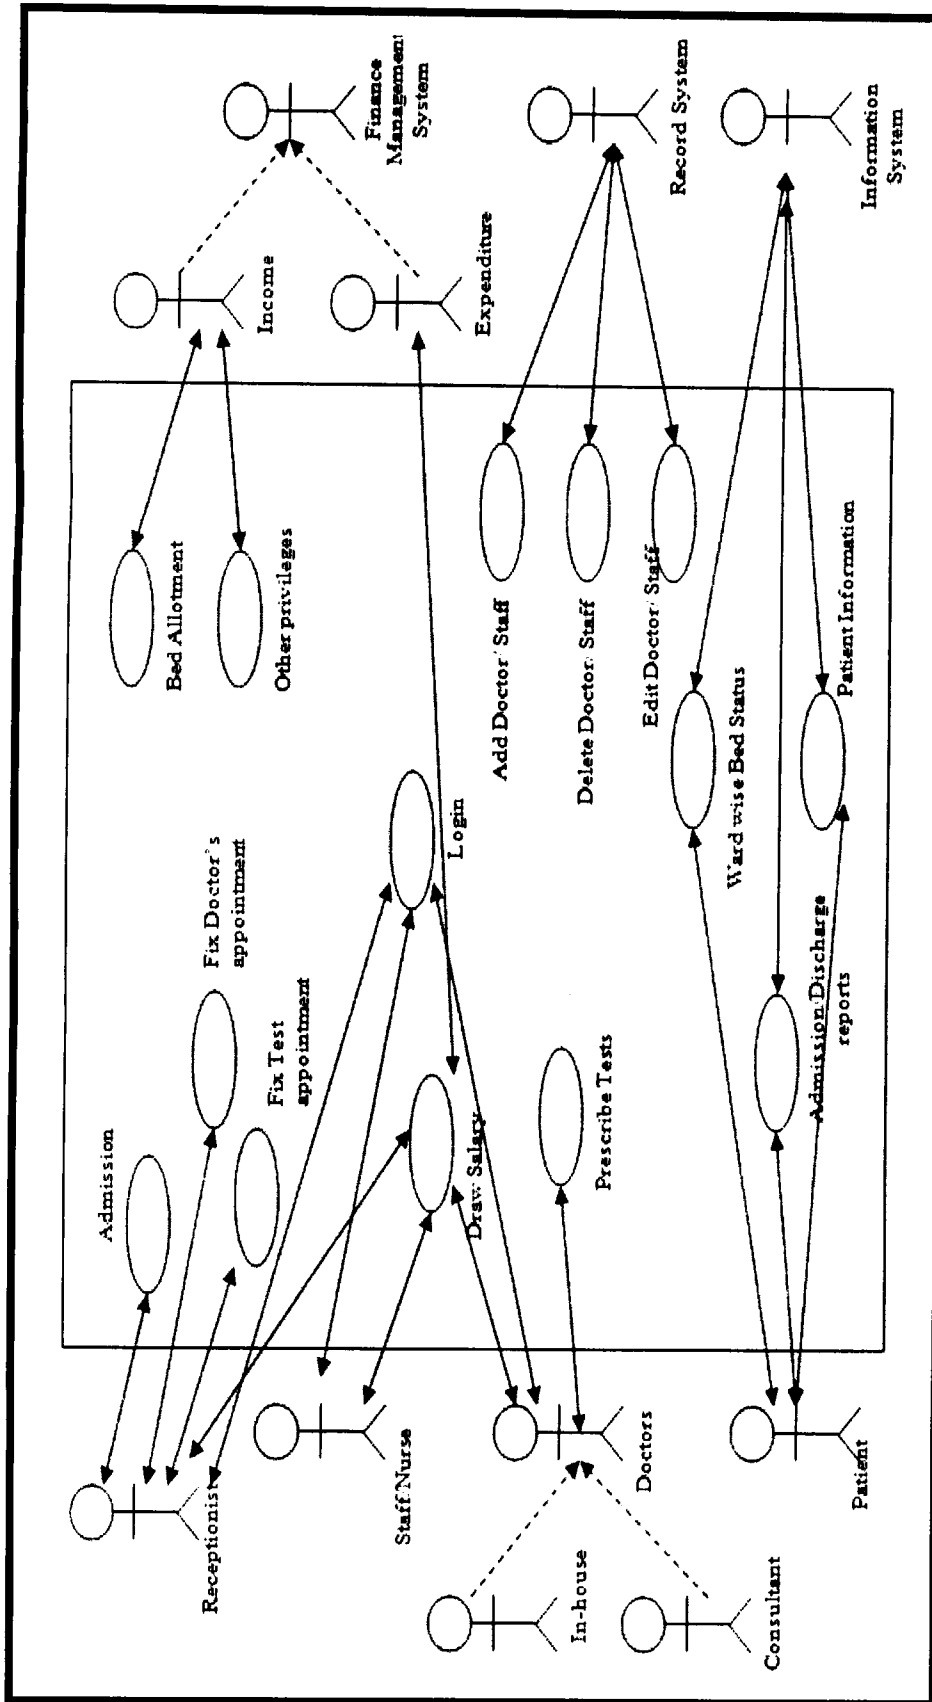 Finance
Management
System
Income
Expenditure
Record System
Information
System
Bed Allotment
Other privileges
Add Doctor/ Staff
Delete Doctor/ Staff
Edit Doctor/ Staff
Ward wise Bed Status
Patient Information
Login
Fix Doctor's
appointment
Fix Test
appointment
Admission
Draw Salary
Prescribe Tests
Admission/Discharge
reports
Receptionist
Staff/Nurse
Doctors
Patient
In-house
Consultant